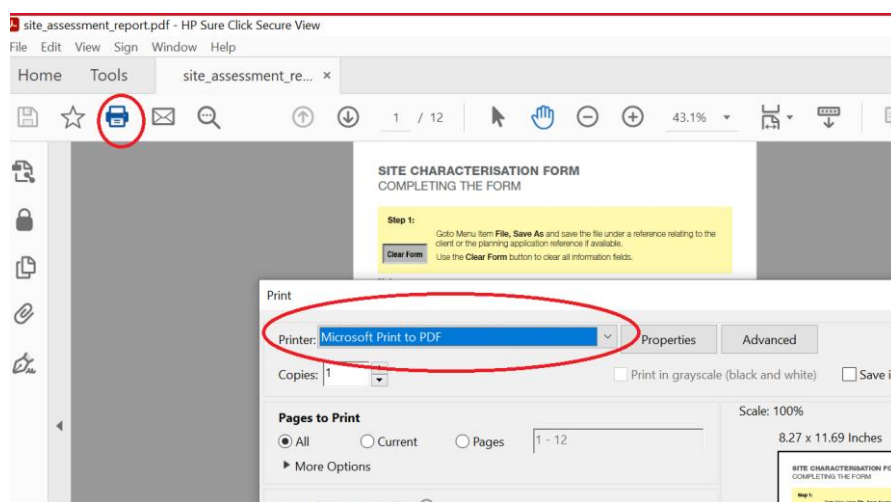 site_assessment_report.pdf - HP Sure Click Secure View
File Edit View Sign Window Help
Home Tools site_assessment_re... ×
1 / 12 43.1%
SITE CHARACTERISATION FORM
COMPLETING THE FORM
Step 1:
Goto Menu Item File, Save As and save the file under a reference relating to the
client or the planning application reference if available.
Clear Form Use the Clear Form button to clear all information fields.
Print
Printer: Microsoft Print to PDF Properties Advanced
Copies: 1 Print in grayscale (black and white) Save i
Pages to Print Scale: 100%
All Current Pages 1 - 12 8.27 x 11.69 Inches
More Options
SITE CHARACTERISATION FO
COMPLETING THE FORM
Step 1: